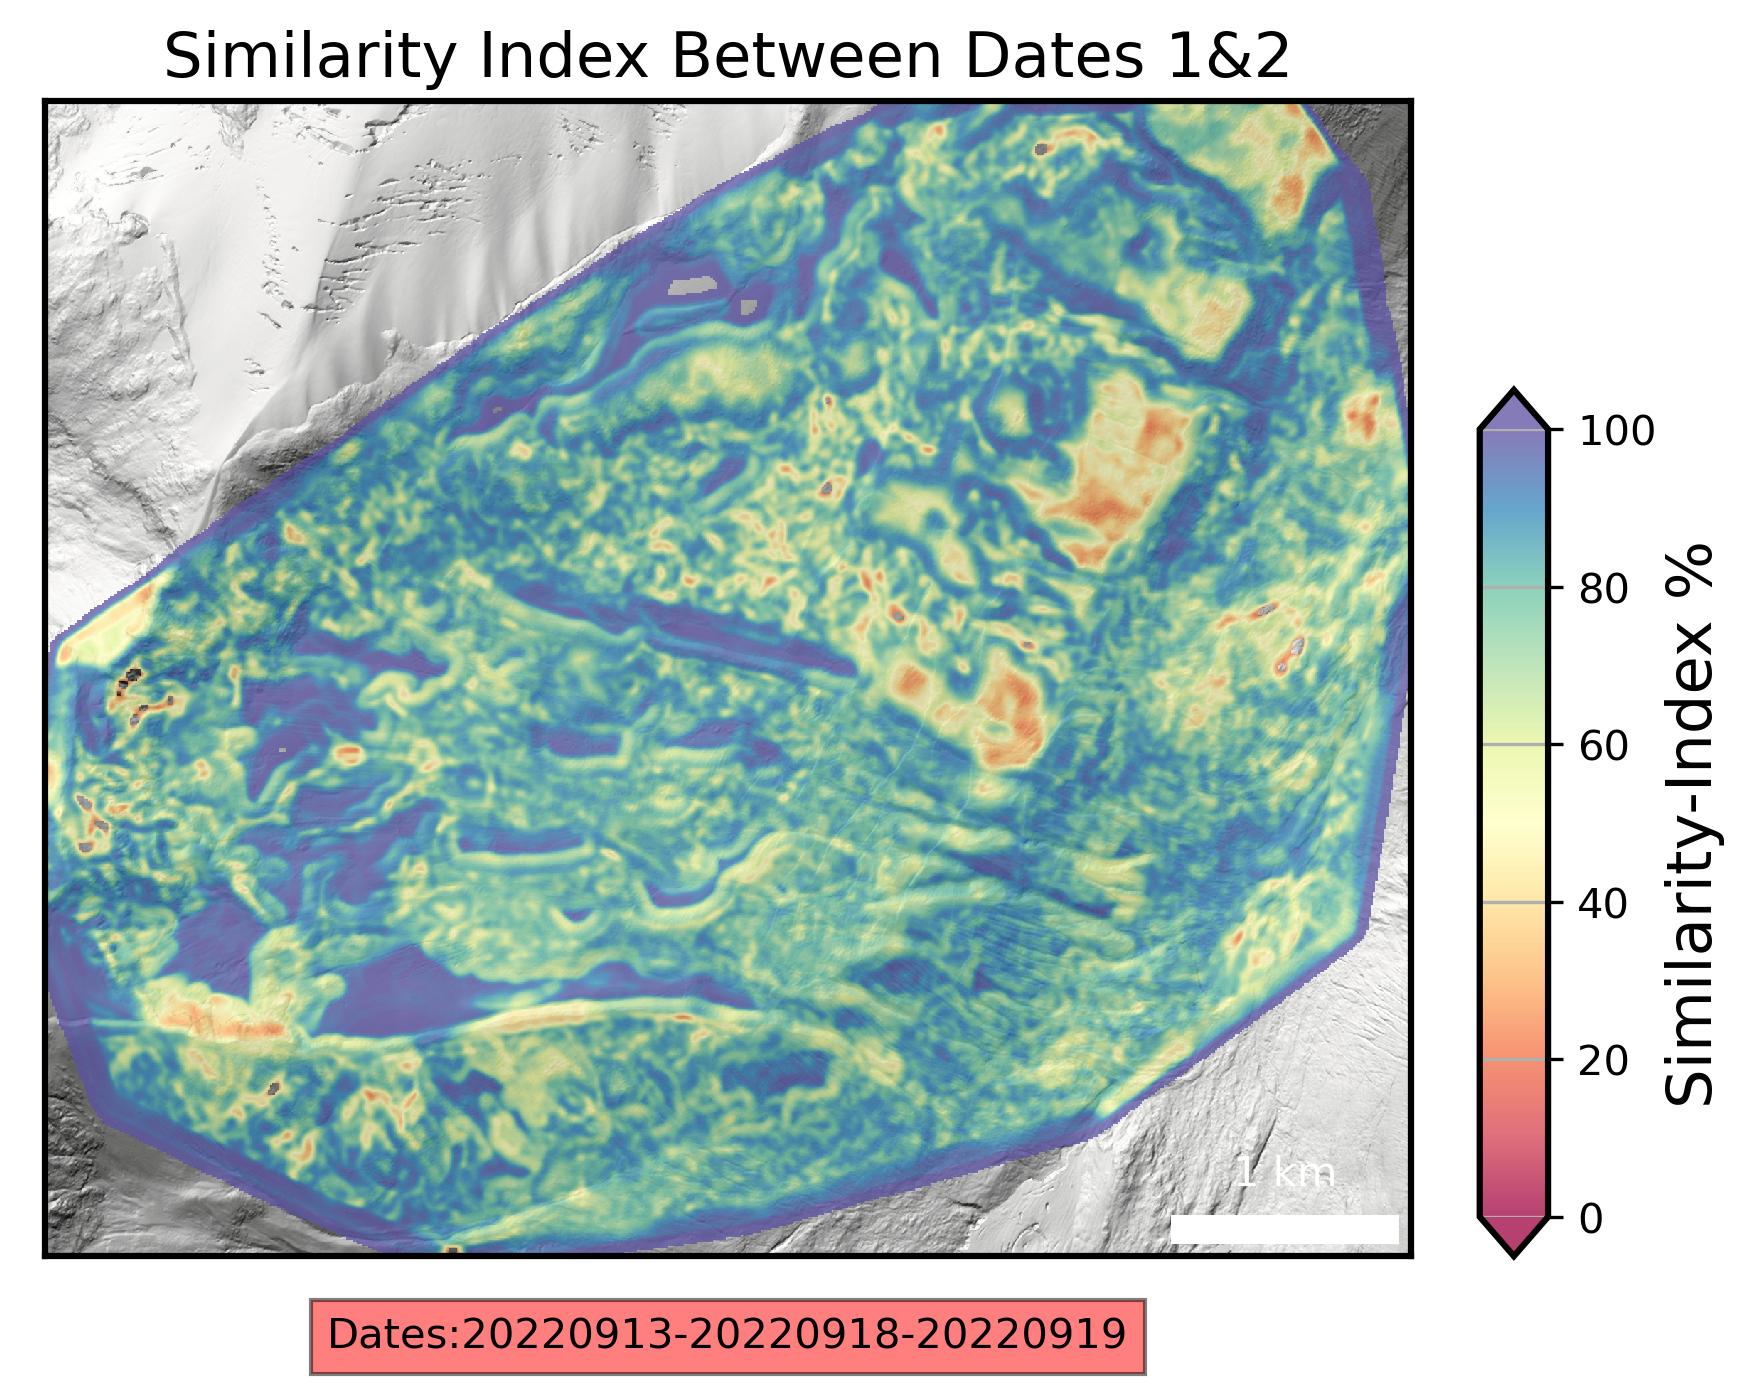 Similarity Index Between Dates 1&2
100
80
60
40
20
0
Similarity-Index %
1 km
Dates:20220913-20220918-20220919